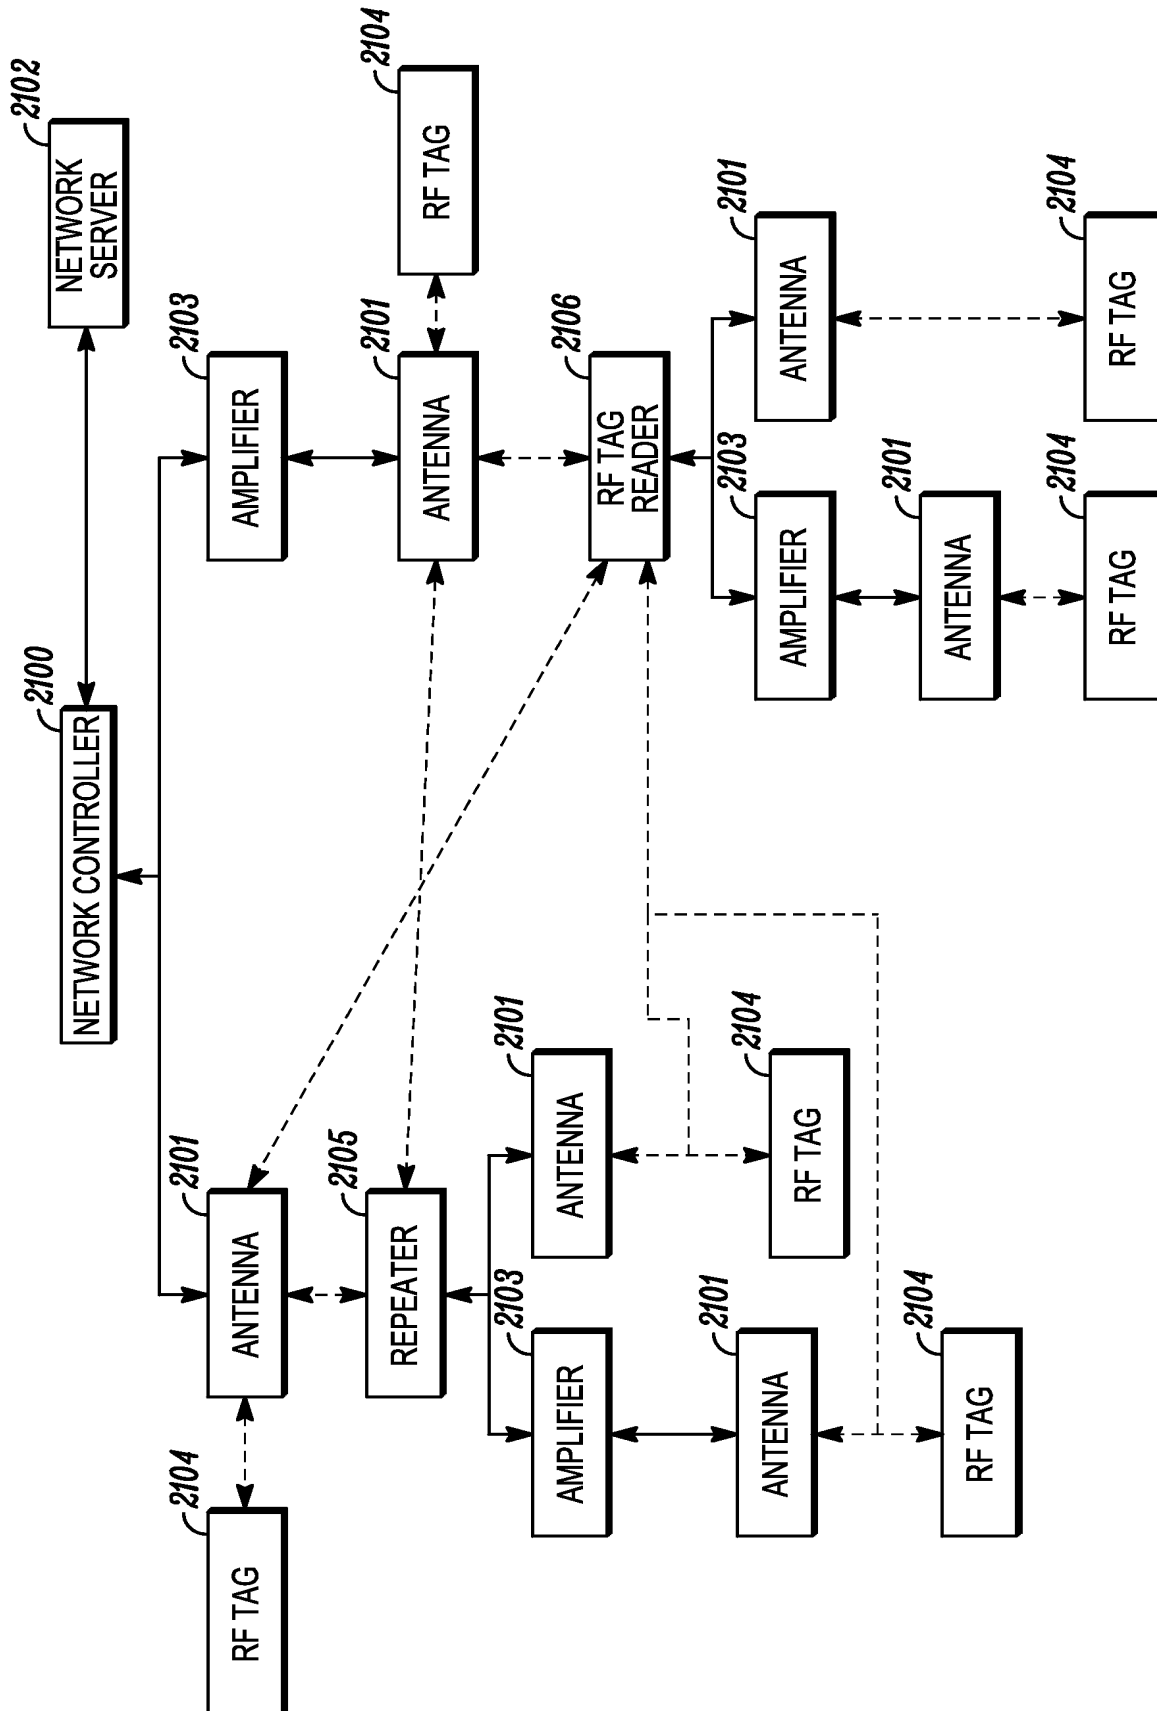 2102
NETWORK
SERVER
2100
NETWORK CONTROLLER
2103
AMPLIFIER
2104
RF TAG
2101
ANTENNA
2101
ANTENNA
2104
RF TAG
2105
REPEATER
2106
RF TAG
READER
2103
AMPLIFIER
2101
ANTENNA
2101
ANTENNA
2104
RF TAG
2104
RF TAG
2103
AMPLIFIER
2101
ANTENNA
2101
ANTENNA
2104
RF TAG
2104
RF TAG